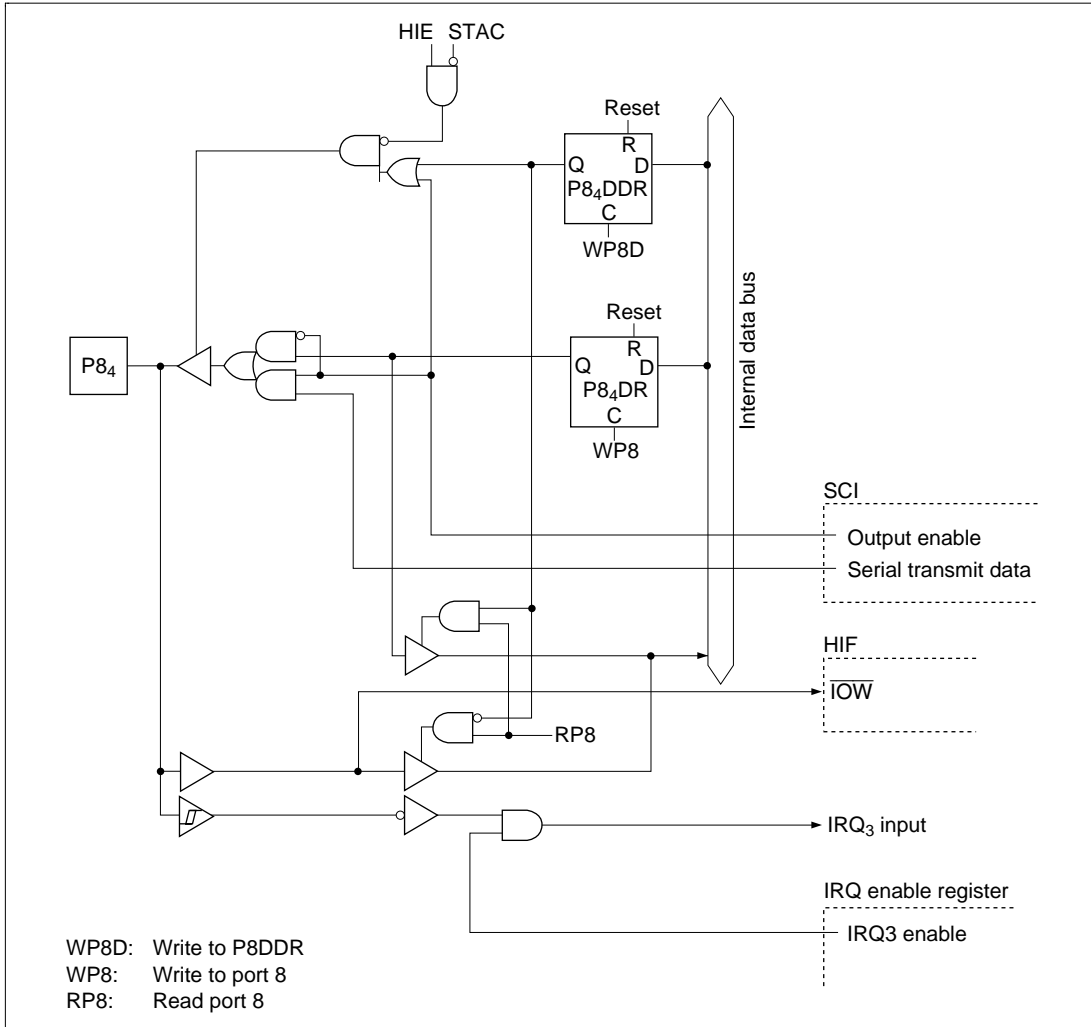 HIE STAC
Reset
R
Q D
P8₄DDR
C
WP8D
Reset
R
Q D
P8₄DR
C
WP8
P8₄
Internal data bus
SCI
Output enable
Serial transmit data
HIF
I̅O̅W̅
RP8
IRQ₃ input
IRQ enable register
IRQ3 enable
WP8D: Write to P8DDR
WP8: Write to port 8
RP8: Read port 8